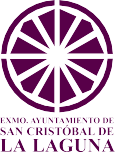 EXMO. AYUNTAMIENTO DE
SAN CRISTÓBAL DE
LA LAGUNA